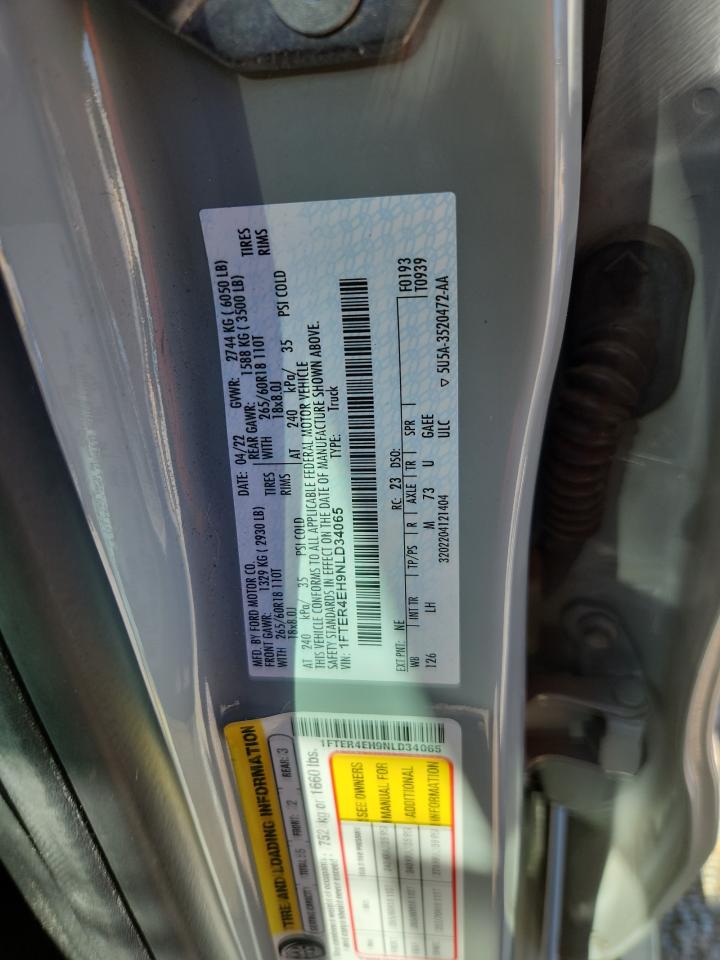 MFD. BY FORD MOTOR CO. DATE: 04/22 GVWR: 2744 KG ( 6050 LB)
FRONT GAWR: 1329 KG ( 2930 LB) REAR GAWR: 1588 KG ( 3500 LB)
WITH 265/60R18 110T TIRES WITH 265/60R18 110T TIRES
18x8.0J RIMS 18x8.0J RIMS
AT 240 kPa/ 35 PSI COLD AT 240 kPa/ 35 PSI COLD
THIS VEHICLE CONFORMS TO ALL APPLICABLE FEDERAL MOTOR VEHICLE
SAFETY STANDARDS IN EFFECT ON THE DATE OF MANUFACTURE SHOWN ABOVE.
VIN: 1FTER4EH9NLD34065 TYPE: Truck
EXT PNT: NE RC: 23 DSO: F0193
WB INT TR TP/PS R AXLE TR SPR T0939
126 LH M 73 U GAEE
3202204121404 ULC ▽ 5U5A-3520472-AA
TIRE AND LOADING INFORMATION
SEATING CAPACITY TOTAL: 5 FRONT: 2 REAR: 3
752 kg or 1660 lbs.
SEE OWNERS
MANUAL FOR
ADDITIONAL
INFORMATION
1FTER4EH9NLD34065